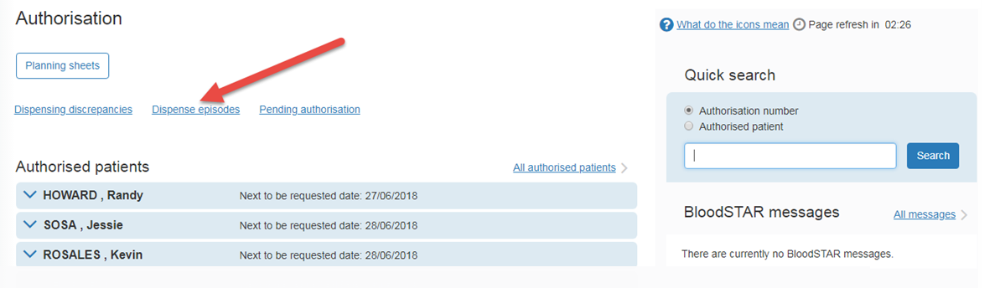 Authorisation
What do the icons mean Page refresh in 02:26
Planning sheets
Dispensing discrepancies Dispense episodes Pending authorisation
Authorised patients All authorised patients
HOWARD , Randy Next to be requested date: 27/06/2018
SOSA , Jessie Next to be requested date: 28/06/2018
ROSALES , Kevin Next to be requested date: 28/06/2018
Quick search
Authorisation number
Authorised patient
Search
BloodSTAR messages All messages
There are currently no BloodSTAR messages.